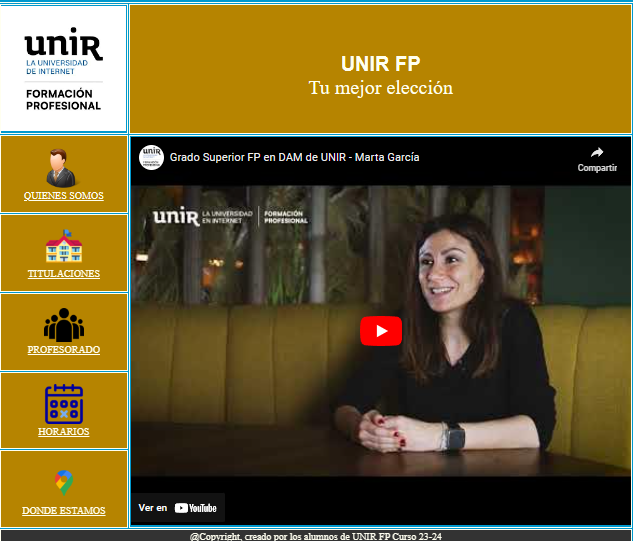 unir
LA UNIVERSIDAD
DE INTERNET
FORMACIÓN
PROFESIONAL
UNIR FP
Tu mejor elección
QUIENES SOMOS
TITULACIONES
PROFESORADO
HORARIOS
DONDE ESTAMOS
unir
Grado Superior FP en DAM de UNIR - Marta García
Compartir
unir
LA UNIVERSIDAD
EN INTERNET
FORMACIÓN
PROFESIONAL
Ver en YouTube
@Copyright, creado por los alumnos de UNIR FP Curso 23-24